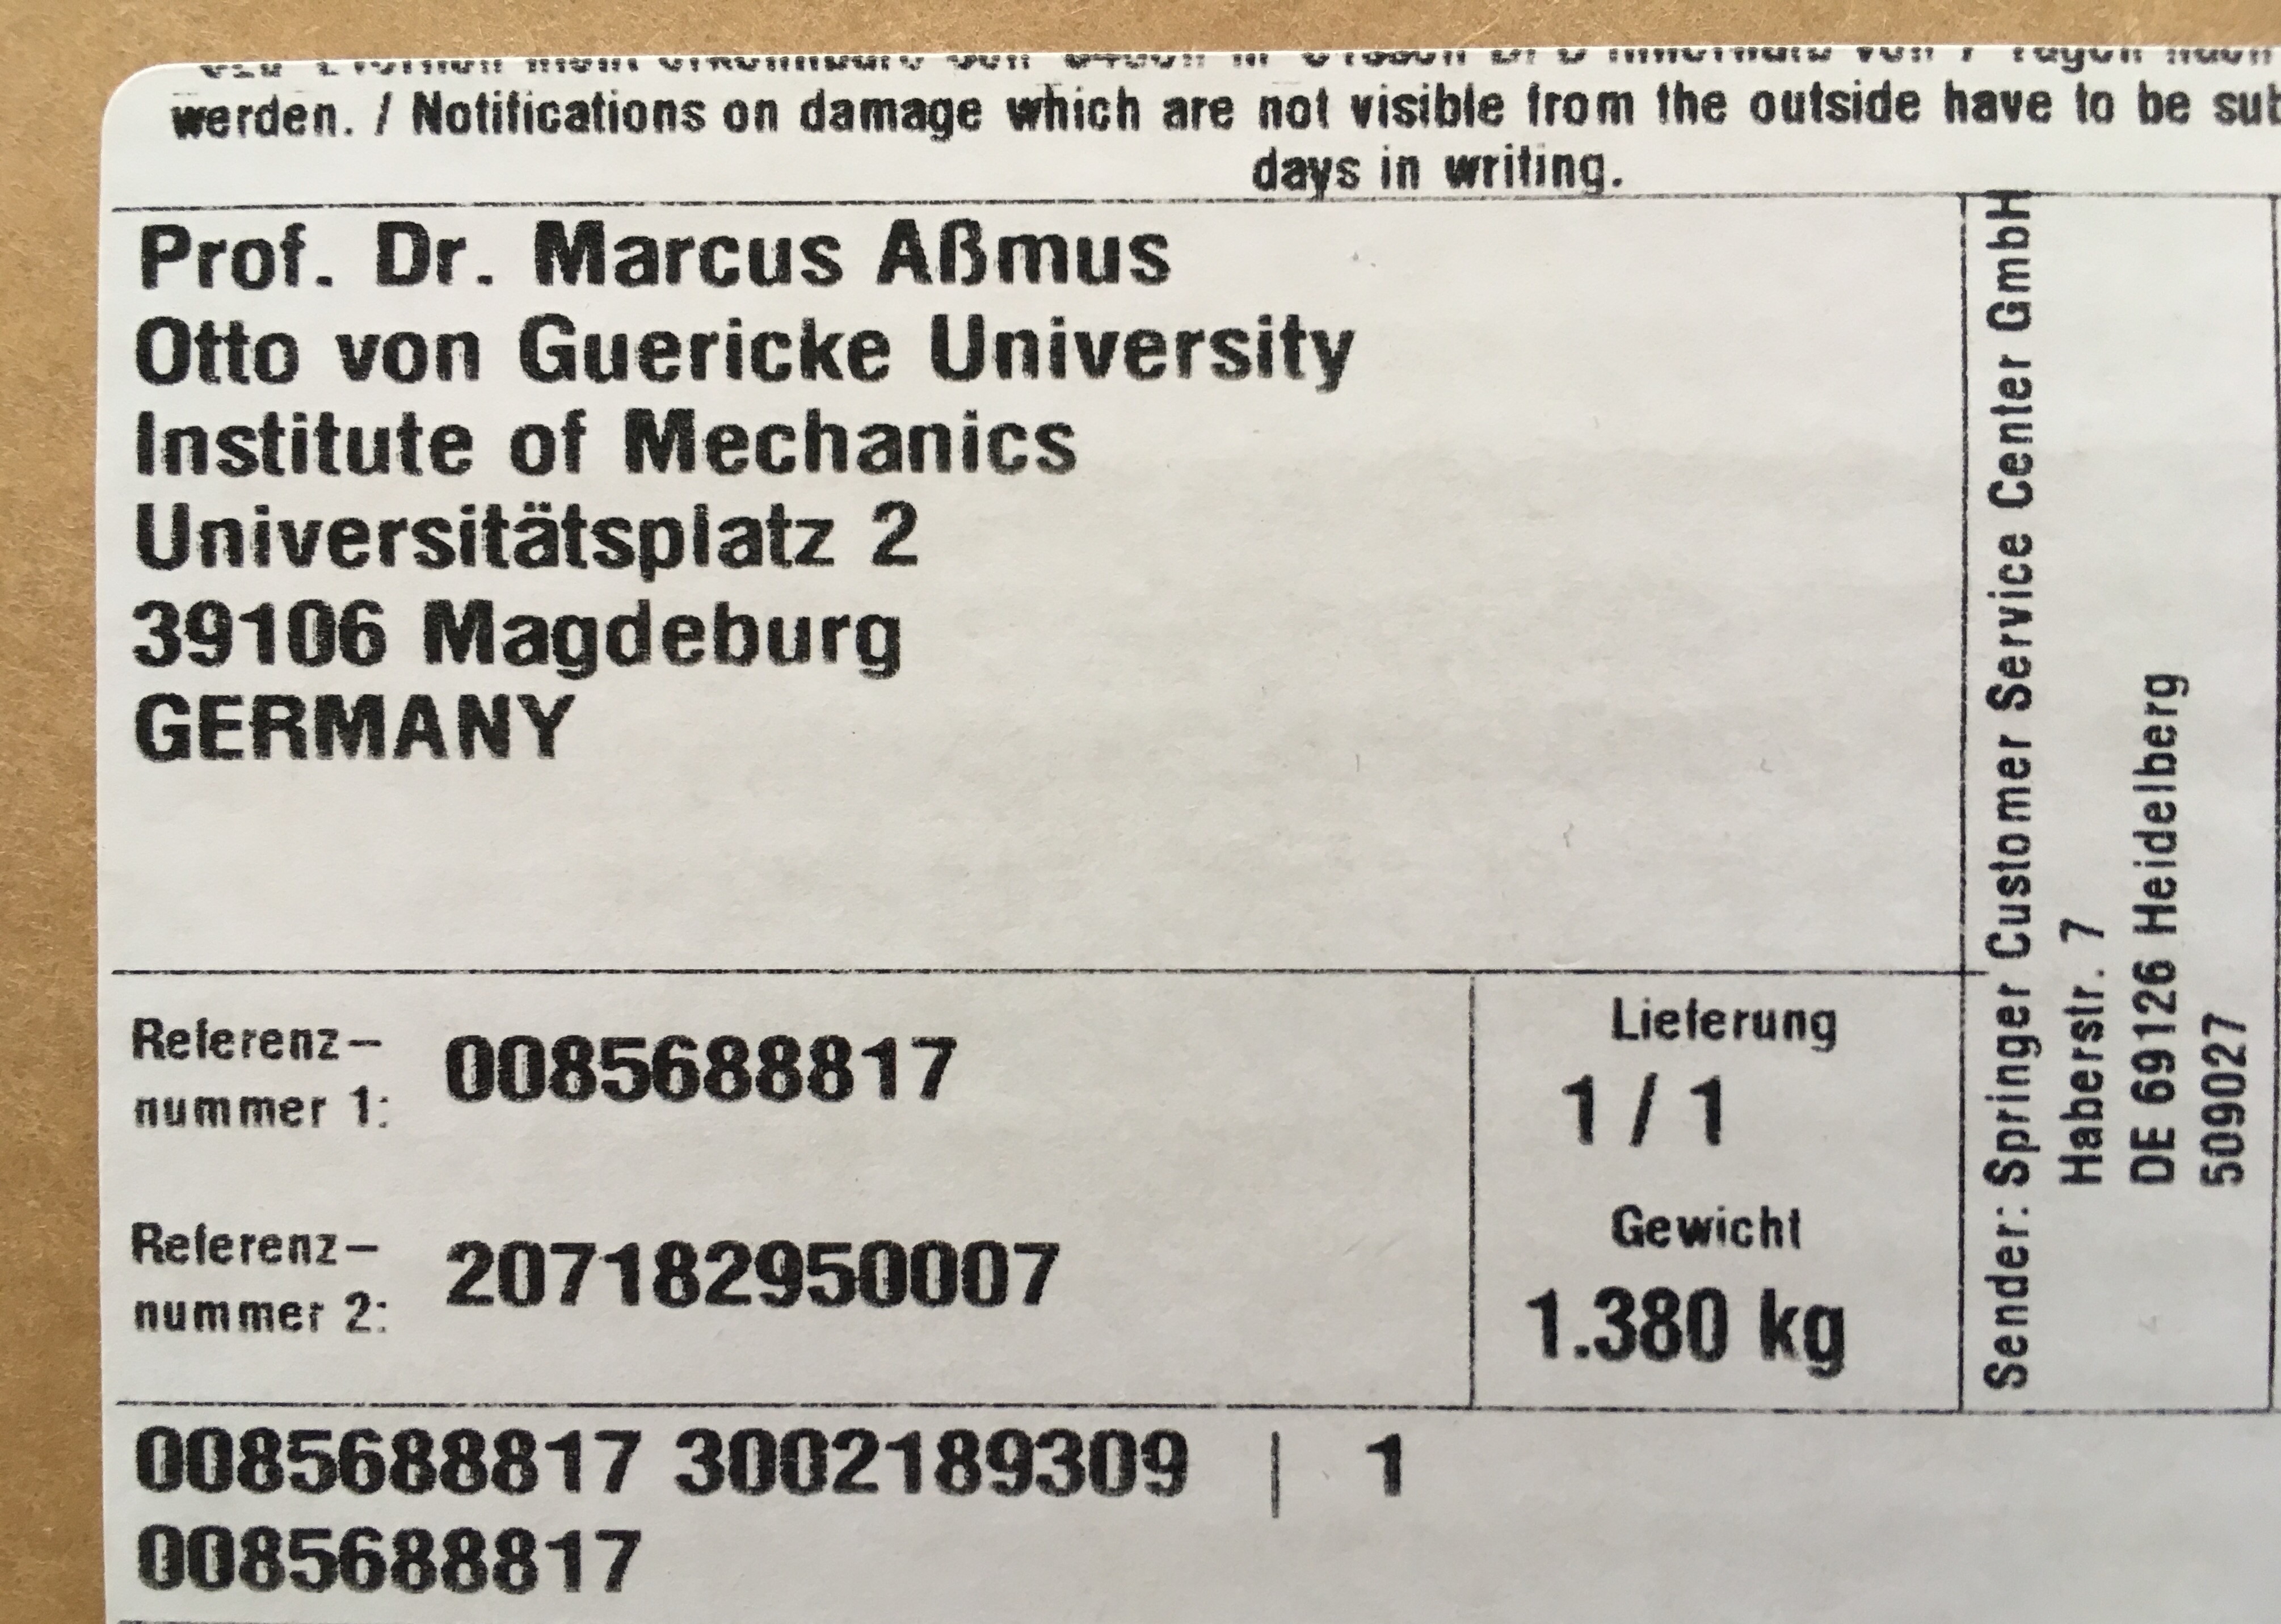 werden. / Notifications on damage which are not visible from the outside have to be
days in writing.
Prof. Dr. Marcus Aßmus
Otto von Guericke University
Institute of Mechanics
Universitätsplatz 2
39106 Magdeburg
GERMANY
Sender: Springer Customer Service Center GmbH
Haberstr. 7
DE 69126 Heidelberg
509027
Referenz-
nummer 1:
0085688817
Lieferung
1 / 1
Referenz-
nummer 2:
207182950007
Gewicht
1.380 kg
0085688817 3002189309 | 1
0085688817